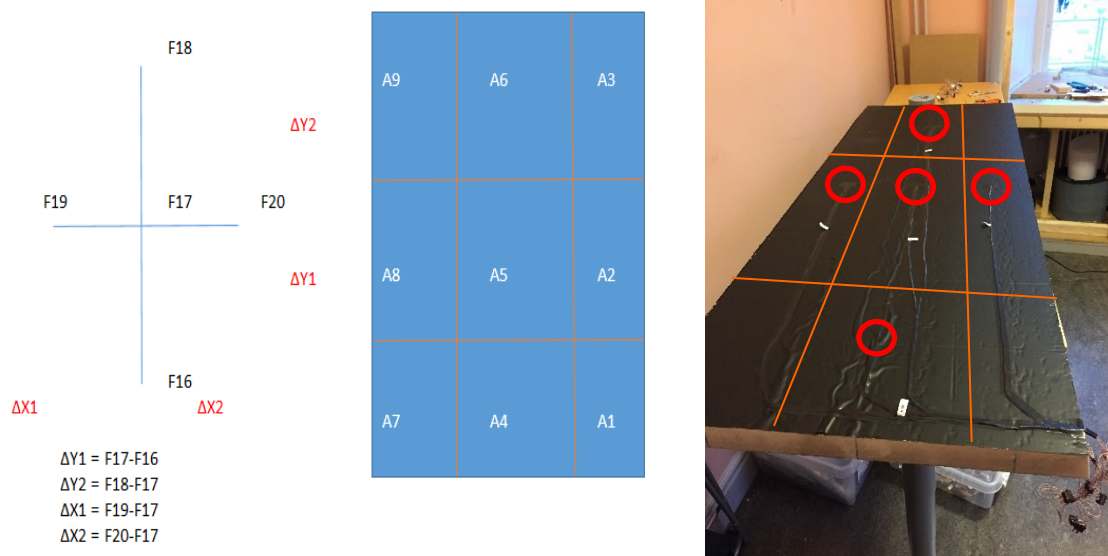 F18
ΔY2
F19 F17 F20
ΔY1
F16
ΔX1 ΔX2
ΔY1 = F17-F16
ΔY2 = F18-F17
ΔX1 = F19-F17
ΔX2 = F20-F17
A9 A6 A3
A8 A5 A2
A7 A4 A1